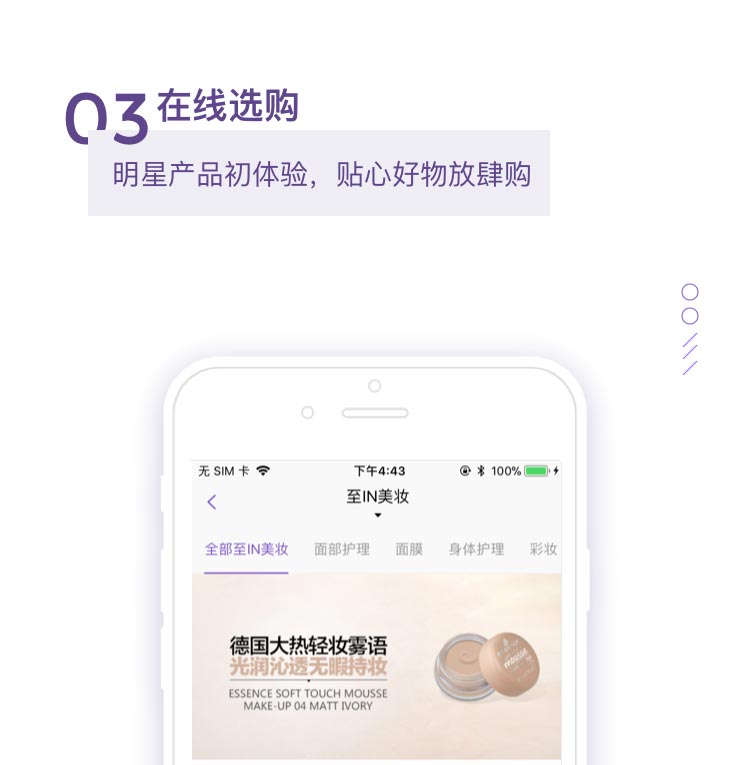 03 在线选购
明星产品初体验，贴心好物放肆购
无 SIM 卡 下午4:43 100%
至IN美妆
全部至IN美妆 面部护理 面膜 身体护理 彩妆
德国大热轻妆雾语
光润沁透无暇持妆
ESSENCE SOFT TOUCH MOUSSE
MAKE-UP 04 MATT IVORY
mousse